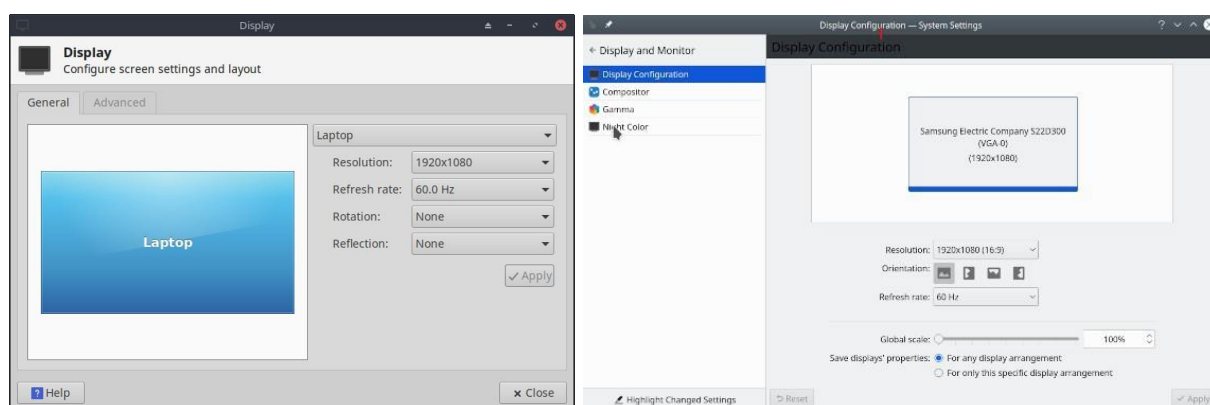 Display
Display
Configure screen settings and layout
General Advanced
Laptop
Laptop
Resolution: 1920x1080
Refresh rate: 60.0 Hz
Rotation: None
Reflection: None
Apply
Help
Close
Display Configuration — System Settings
Display and Monitor
Display Configuration
Compositor
Gamma
Night Color
Highlight Changed Settings
Display Configuration
Samsung Electric Company S22D300
(VGA-0)
(1920x1080)
Resolution: 1920x1080 (16:9)
Orientation:
Refresh rate: 60 Hz
Global scale: 100%
Save displays' properties: For any display arrangement
For only this specific display arrangement
Reset
Apply